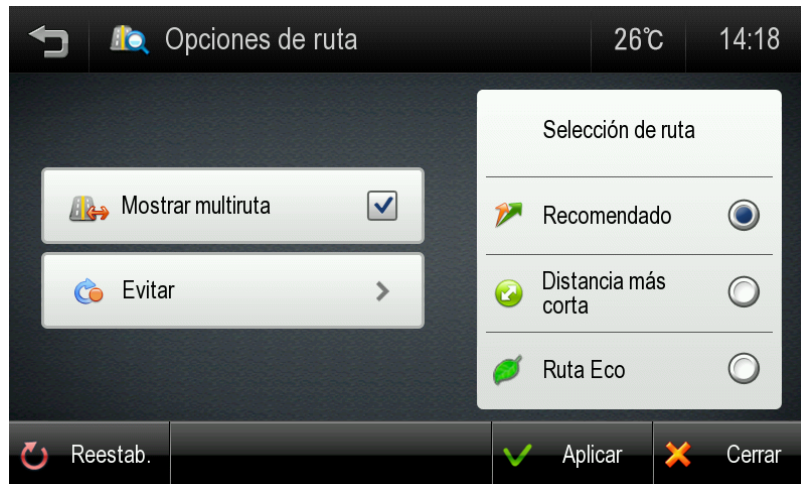 Opciones de ruta
26°C
14:18
Mostrar multiruta
Evitar
Selección de ruta
Recomendado
Distancia más
corta
Ruta Eco
Reestab.
Aplicar
Cerrar